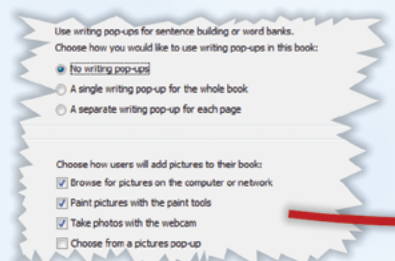 Use writing pop-ups for sentence building or word banks.
Choose how you would like to use writing pop-ups in this book:
No writing pop-ups
A single writing pop-up for the whole book
A separate writing pop-up for each page
Choose how users will add pictures to their book:
Browse for pictures on the computer or network
Paint pictures with the paint tools
Take photos with the webcam
Choose from a pictures pop-up